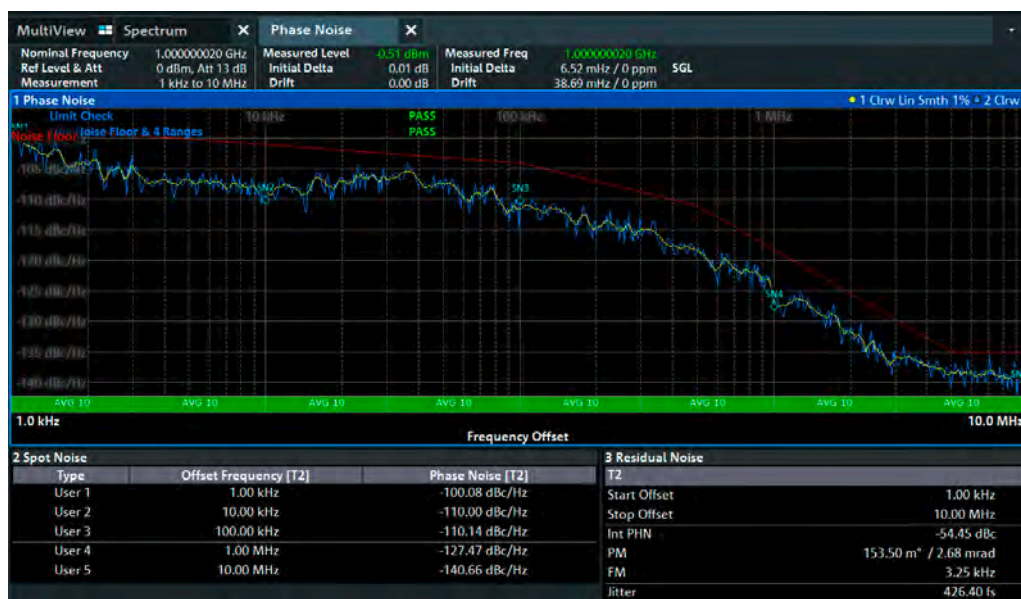 MultiView Spectrum X Phase Noise X
Nominal Frequency 1.000000020 GHz Measured Level -0.51 dBm Measured Freq 1.000000020 GHz
Ref Level & Att 0 dBm, Att 13 dB Initial Delta 0.01 dB Initial Delta 6.52 mHz / 0 ppm SGL
Measurement 1 kHz to 10 MHz Drift 0.00 dB Drift 38.69 mHz / 0 ppm
1 Phase Noise 1 Clrw Lin Smth 1% 2 Clrw
Limit Check 10 kHz PASS 100 kHz 1 MHz
Noise Floor Noise Floor & 4 Ranges PASS
-105 dBc/Hz
SN2
SN3
-110 dBc/Hz
-115 dBc/Hz
-120 dBc/Hz
-125 dBc/Hz
SN4
-130 dBc/Hz
-135 dBc/Hz
-140 dBc/Hz
AVG 10 AVG 10 AVG 10 AVG 10 AVG 10 AVG 10 AVG 10 AVG 10
1.0 kHz 10.0 MHz
Frequency Offset
2 Spot Noise
Type Offset Frequency [T2] Phase Noise [T2]
User 1 1.00 kHz -100.08 dBc/Hz
User 2 10.00 kHz -110.00 dBc/Hz
User 3 100.00 kHz -110.14 dBc/Hz
User 4 1.00 MHz -127.47 dBc/Hz
User 5 10.00 MHz -140.66 dBc/Hz
3 Residual Noise
T2
Start Offset 1.00 kHz
Stop Offset 10.00 MHz
Int PHN -54.45 dBc
PM 153.50 m° / 2.68 mrad
FM 3.25 kHz
Jitter 426.40 fs